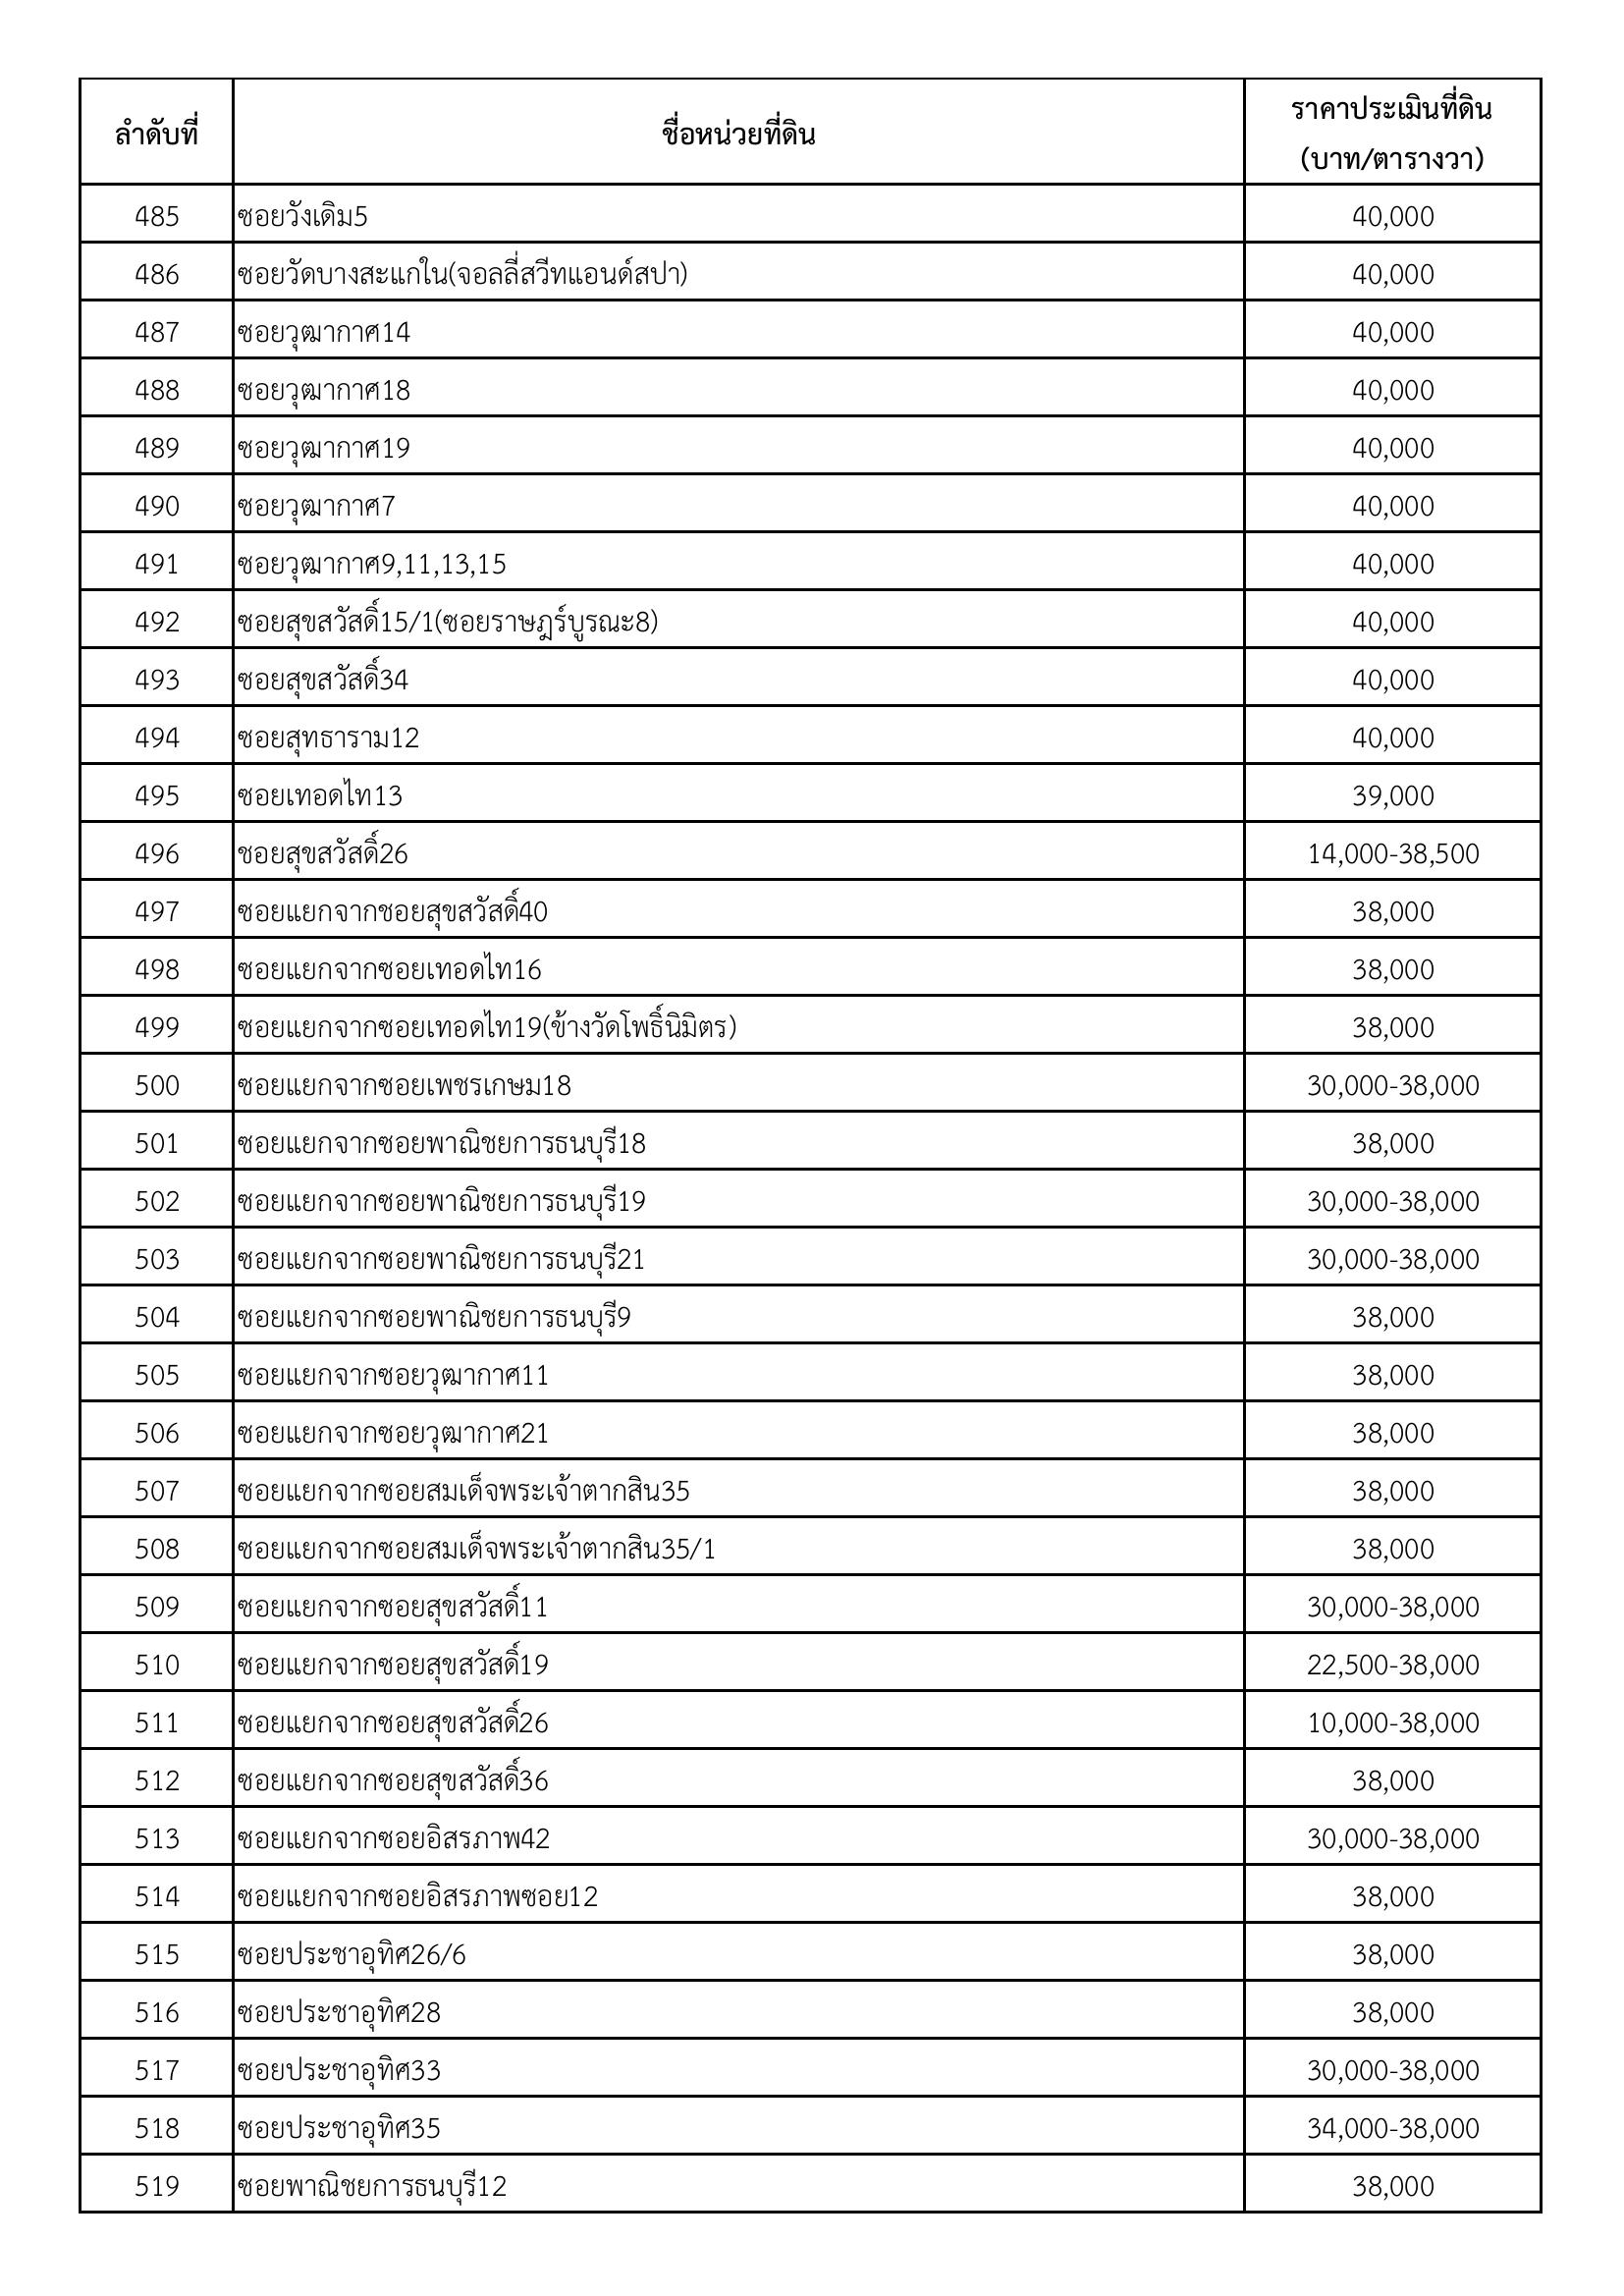 ลำดับที่ ชื่อหน่วยที่ดิน ราคาประเมินที่ดิน
(บาท/ตารางวา)
485 ซอยวังเดิม5 40,000
486 ซอยวัดบางสะแกใน(จอลลี่สวีทแอนด์สปา) 40,000
487 ซอยวุฒากาศ14 40,000
488 ซอยวุฒากาศ18 40,000
489 ซอยวุฒากาศ19 40,000
490 ซอยวุฒากาศ7 40,000
491 ซอยวุฒากาศ9,11,13,15 40,000
492 ซอยสุขสวัสดิ์15/1(ซอยราษฎร์บูรณะ8) 40,000
493 ซอยสุขสวัสดิ์34 40,000
494 ซอยสุทธาราม12 40,000
495 ซอยเทอดไท13 39,000
496 ชอยสุขสวัสดิ์26 14,000-38,500
497 ซอยแยกจากชอยสุขสวัสดิ์40 38,000
498 ซอยแยกจากซอยเทอดไท16 38,000
499 ซอยแยกจากซอยเทอดไท19(ข้างวัดโพธิ์นิมิตร) 38,000
500 ซอยแยกจากซอยเพชรเกษม18 30,000-38,000
501 ซอยแยกจากซอยพาณิชยการธนบุรี18 38,000
502 ซอยแยกจากซอยพาณิชยการธนบุรี19 30,000-38,000
503 ซอยแยกจากซอยพาณิชยการธนบุรี21 30,000-38,000
504 ซอยแยกจากซอยพาณิชยการธนบุรี9 38,000
505 ซอยแยกจากซอยวุฒากาศ11 38,000
506 ซอยแยกจากซอยวุฒากาศ21 38,000
507 ซอยแยกจากซอยสมเด็จพระเจ้าตากสิน35 38,000
508 ซอยแยกจากซอยสมเด็จพระเจ้าตากสิน35/1 38,000
509 ซอยแยกจากซอยสุขสวัสดิ์11 30,000-38,000
510 ซอยแยกจากซอยสุขสวัสดิ์19 22,500-38,000
511 ซอยแยกจากซอยสุขสวัสดิ์26 10,000-38,000
512 ซอยแยกจากซอยสุขสวัสดิ์36 38,000
513 ซอยแยกจากซอยอิสรภาพ42 30,000-38,000
514 ซอยแยกจากซอยอิสรภาพซอย12 38,000
515 ซอยประชาอุทิศ26/6 38,000
516 ซอยประชาอุทิศ28 38,000
517 ซอยประชาอุทิศ33 30,000-38,000
518 ซอยประชาอุทิศ35 34,000-38,000
519 ซอยพาณิชยการธนบุรี12 38,000